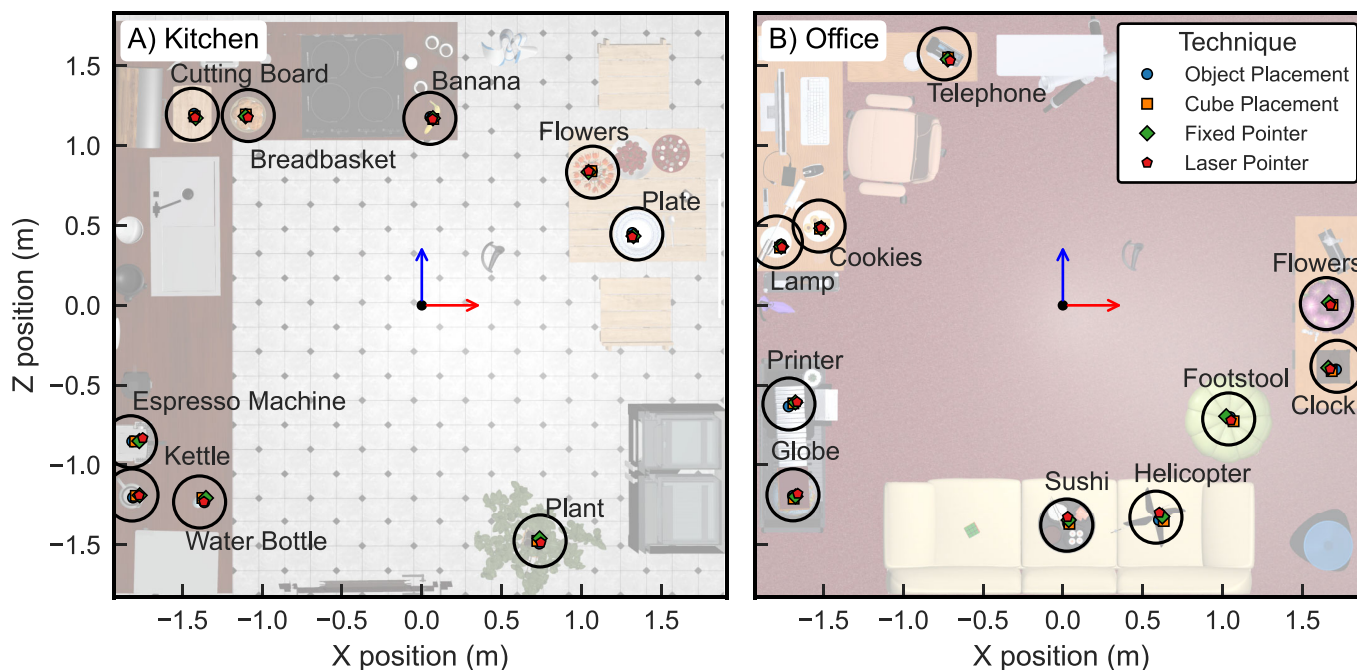 A) Kitchen
Cutting Board
Banana
Breadbasket
Flowers
Plate
Espresso Machine
Kettle
Water Bottle
Plant
1.5
1.0
0.5
0.0
−0.5
−1.0
−1.5
Z position (m)
−1.5 −1.0 −0.5 0.0 0.5 1.0 1.5
X position (m)
B) Office
Technique
Object Placement
Cube Placement
Fixed Pointer
Laser Pointer
Telephone
Cookies
Lamp
Flowers
Printer
Clock
Footstool
Globe
Sushi
Helicopter
−1.5 −1.0 −0.5 0.0 0.5 1.0 1.5
X position (m)